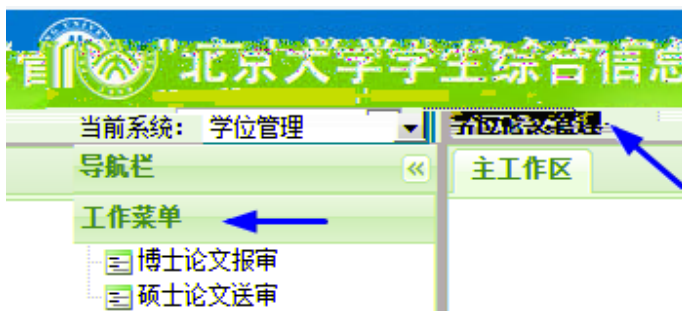 北京大学学生综合信息
当前系统： 学位管理
导航栏
主工作区
工作菜单
博士论文报审
硕士论文送审